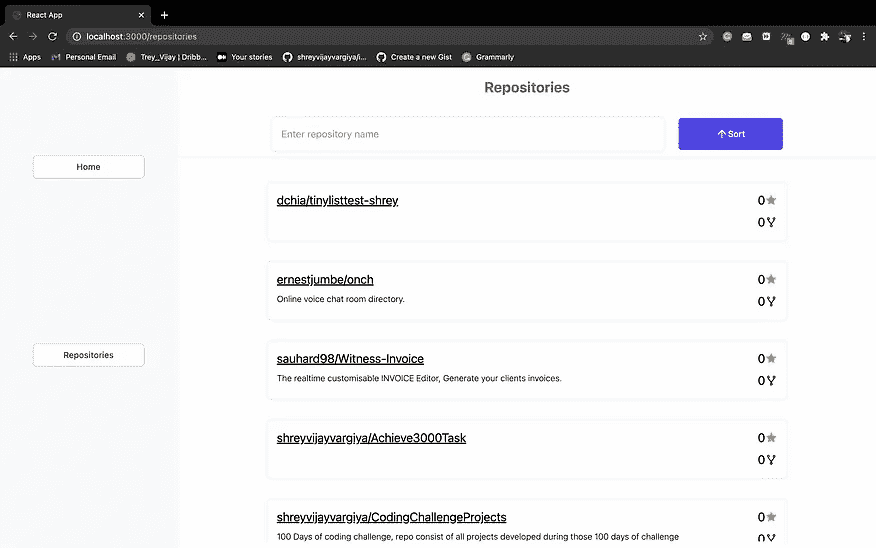 React App
localhost:3000/repositories
Apps
Personal Email
Trey_Vijay | Dribb...
Your stories
shreyvijayvargiya/i...
Create a new Gist
Grammarly
Repositories
Enter repository name
Sort
Home
Repositories
dchia/tinylisttest-shrey
0
0
ernestjumbe/onch
0
Online voice chat room directory.
0
sauhard98/Witness-Invoice
0
The realtime customisable INVOICE Editor, Generate your clients invoices.
0
shreyvijayvargiya/Achieve3000Task
0
0
shreyvijayvargiya/CodingChallengeProjects
0
100 Days of coding challenge, repo consist of all projects developed during those 100 days of challenge
0